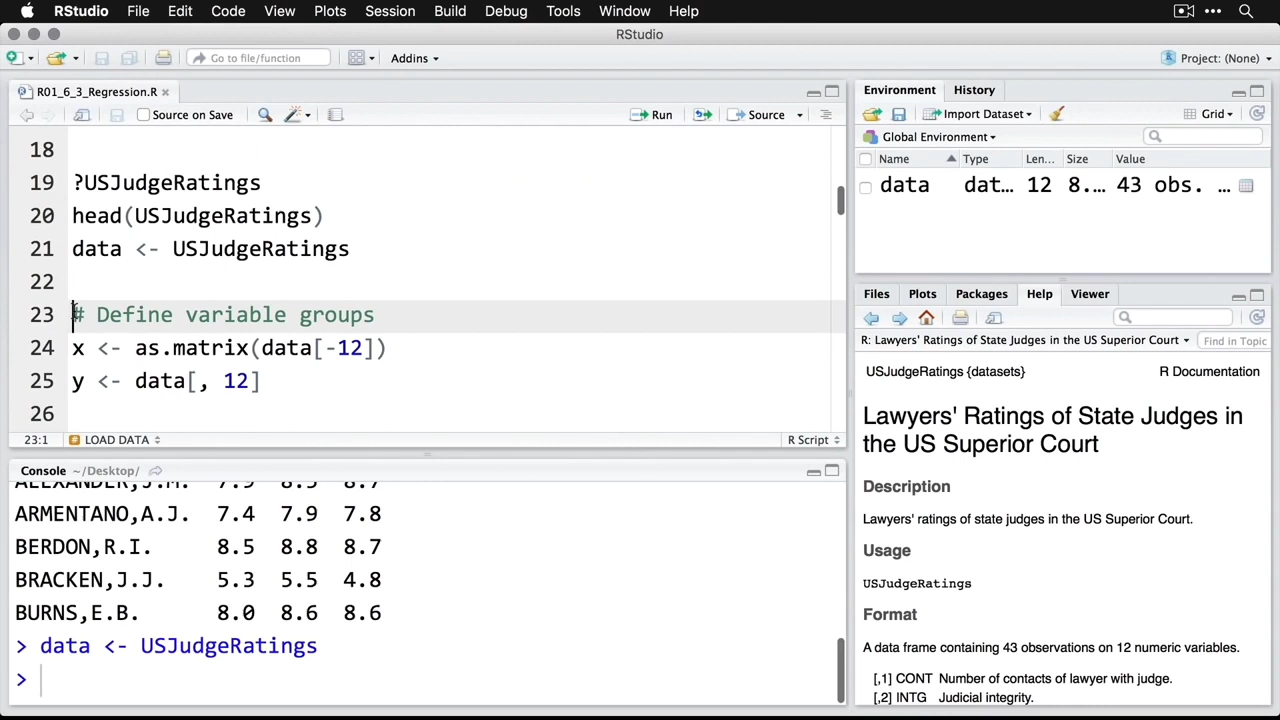 RStudio File Edit Code View Plots Session Build Debug Tools Window Help
RStudio
Go to file/function Addins Project: (None)
R01_6_3_Regression.R
Source on Save Run Source
18
19 ?USJudgeRatings
20 head(USJudgeRatings)
21 data <- USJudgeRatings
22
23 # Define variable groups
24 x <- as.matrix(data[-12])
25 y <- data[, 12]
26
23:1 LOAD DATA R Script
Console ~/Desktop/
ALEXANDER,J.M. 7.9 8.5 8.7
ARMENTANO,A.J. 7.4 7.9 7.8
BERDON,R.I. 8.5 8.8 8.7
BRACKEN,J.J. 5.3 5.5 4.8
BURNS,E.B. 8.0 8.6 8.6
> data <- USJudgeRatings
>
Environment History
Import Dataset Grid
Global Environment
Name Type Len... Size Value
data dat... 12 8.... 43 obs. ...
Files Plots Packages Help Viewer
R: Lawyers' Ratings of State Judges in the US Superior Court Find in Topic
USJudgeRatings {datasets} R Documentation
Lawyers' Ratings of State Judges in
the US Superior Court
Description
Lawyers' ratings of state judges in the US Superior Court.
Usage
USJudgeRatings
Format
A data frame containing 43 observations on 12 numeric variables.
[,1] CONT Number of contacts of lawyer with judge.
[,2] INTG Judicial integrity.